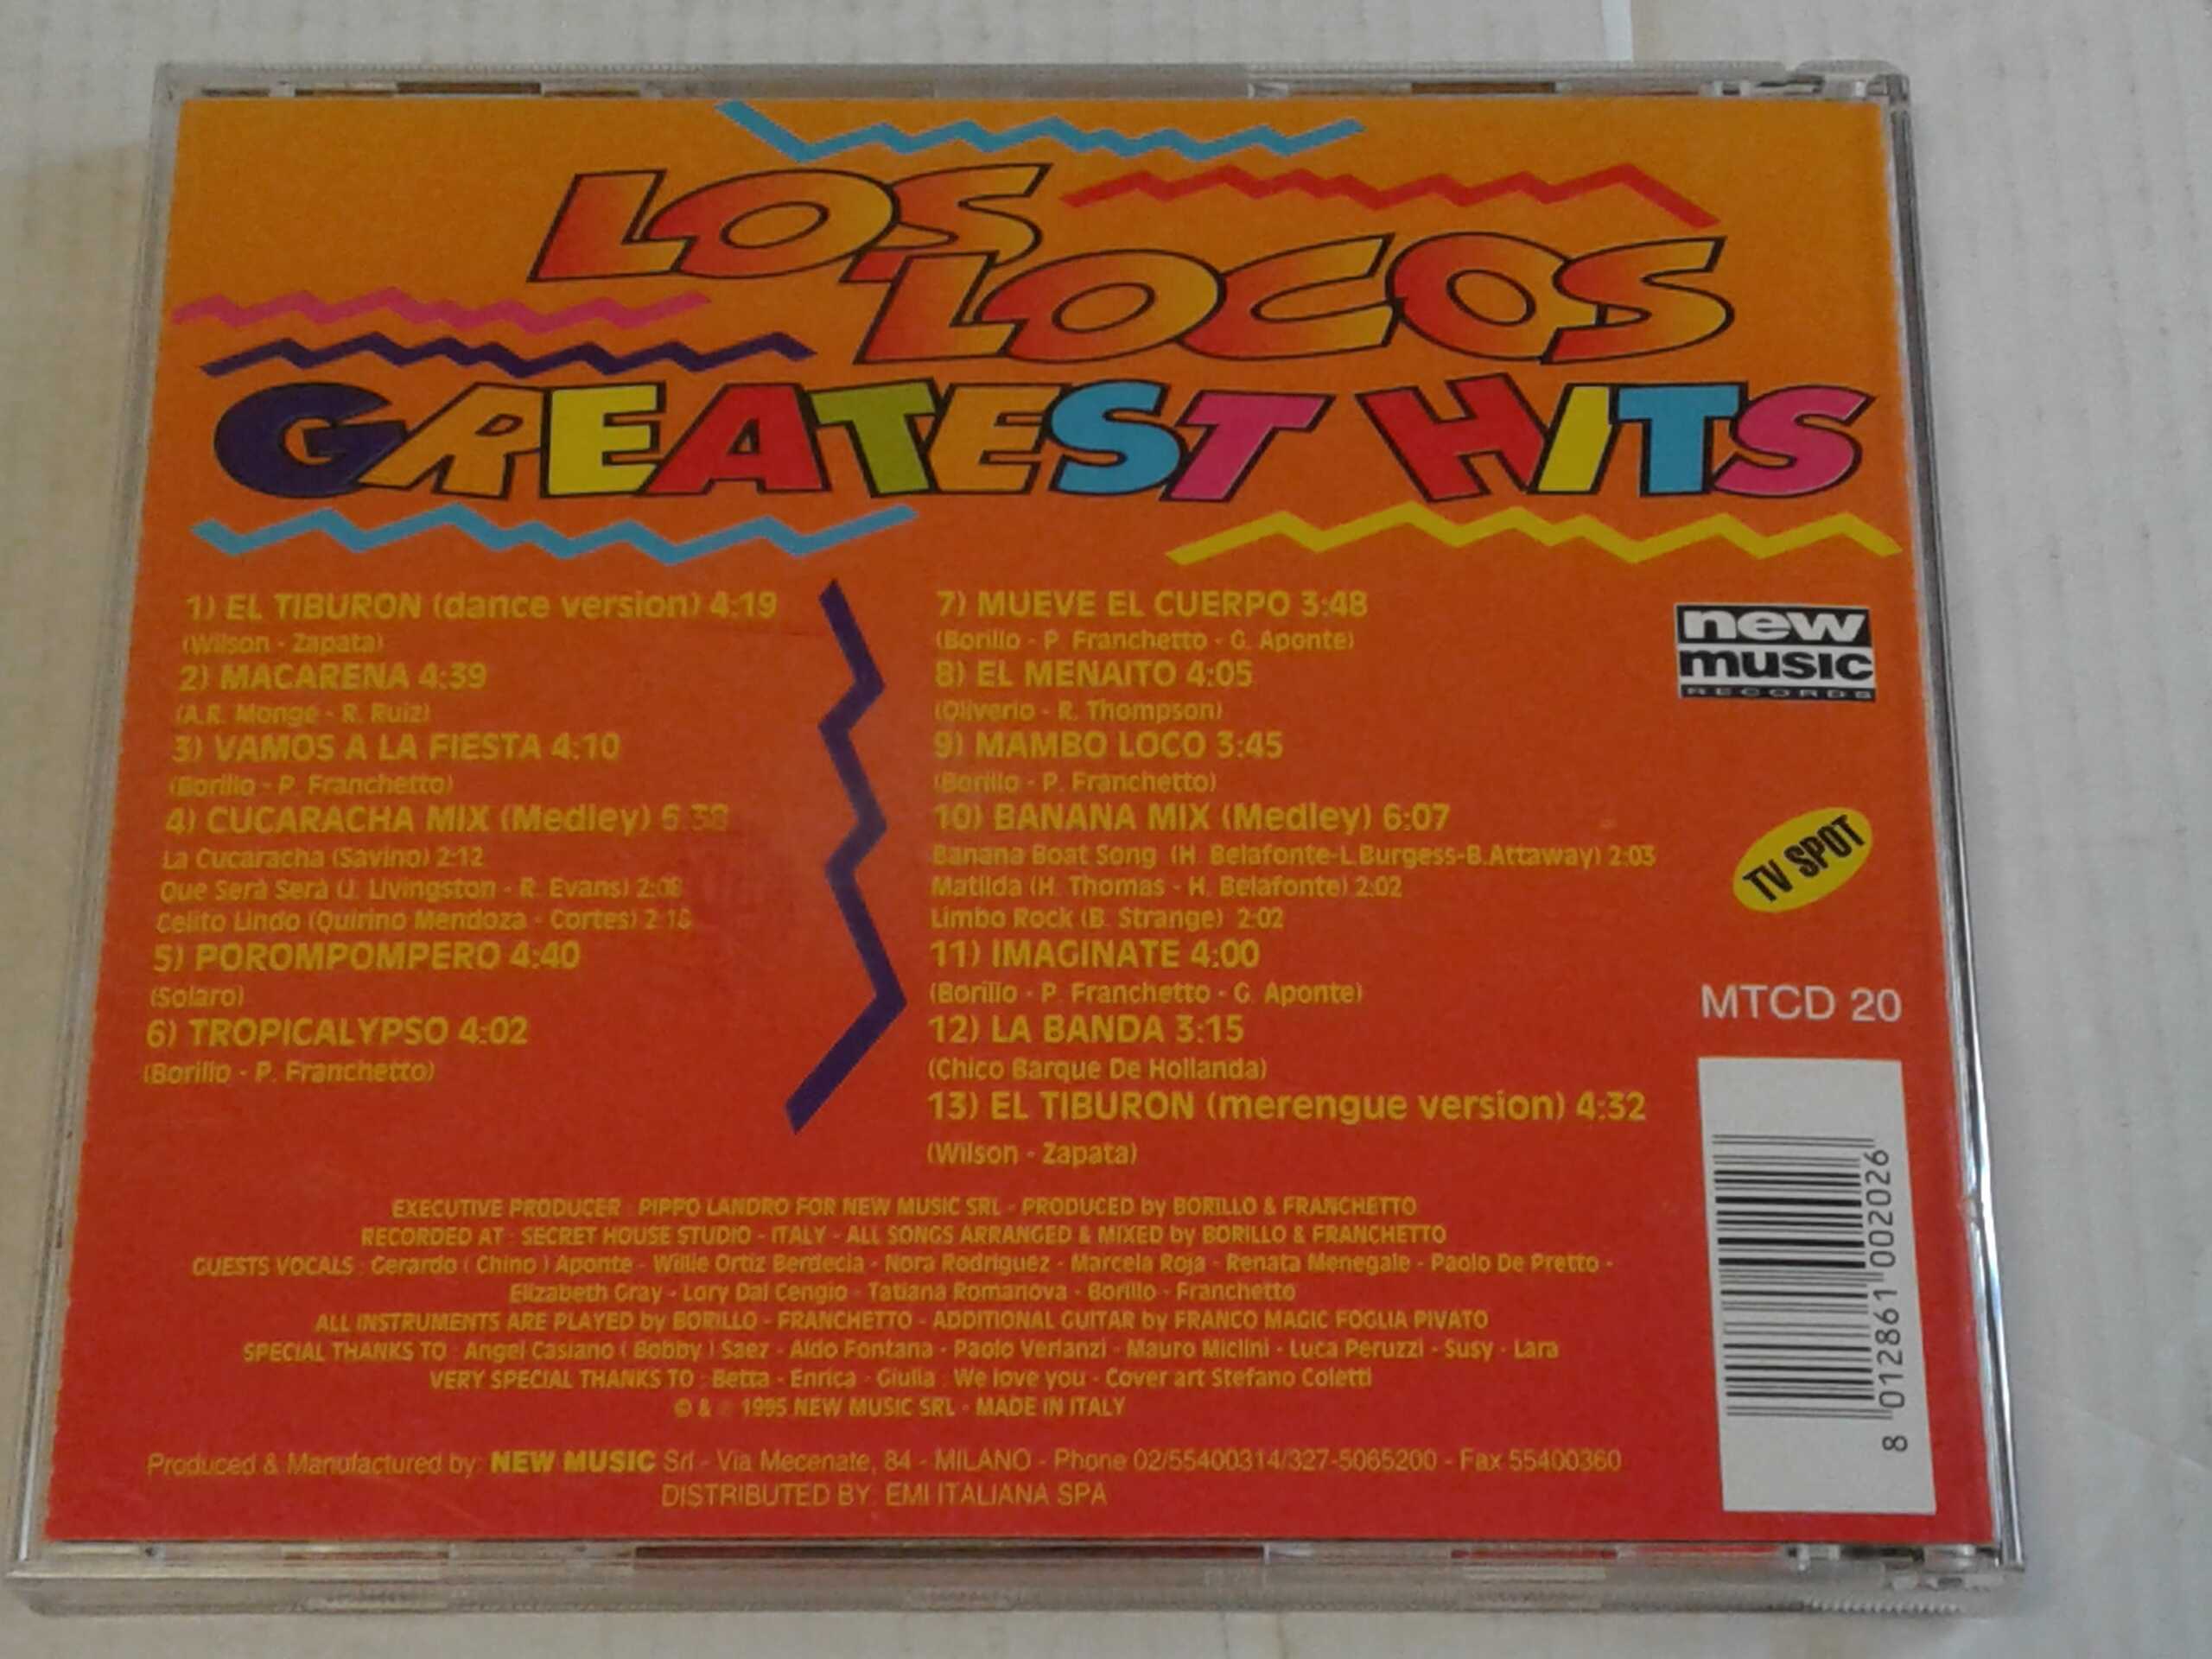 LOS
LOCOS
GREATEST HITS
1) EL TIBURON (dance version) 4:19
(Wilson - Zapata)
2) MACARENA 4:39
(A.R. Monge - R. Ruiz)
3) VAMOS A LA FIESTA 4:10
(Borillo - P. Franchetto)
4) CUCARACHA MIX (Medley) 6:38
La Cucaracha (Savino) 2:12
Que Serà Serà (J. Livingston - R. Evans) 2:08
Celito Lindo (Quirino Mendoza - Cortes) 2:18
5) POROMPOMPERO 4:40
(Solaro)
6) TROPICALYPSO 4:02
(Borillo - P. Franchetto)
7) MUEVE EL CUERPO 3:48
(Borillo - P. Franchetto - G. Aponte)
8) EL MENAITO 4:05
(Oliverio - R. Thompson)
9) MAMBO LOCO 3:45
(Borillo - P. Franchetto)
10) BANANA MIX (Medley) 6:07
Banana Boat Song (H. Belafonte-L.Burgess-B.Attaway) 2:03
Matilda (H. Thomas - H. Belafonte) 2:02
Limbo Rock (B. Strange) 2:02
11) IMAGINATE 4:00
(Borillo - P. Franchetto - G. Aponte)
12) LA BANDA 3:15
(Chico Barque De Hollanda)
13) EL TIBURON (merengue version) 4:32
(Wilson - Zapata)
new
music
RECORDS
TV SPOT
MTCD 20
8 012861 002026
EXECUTIVE PRODUCER : PIPPO LANDRO FOR NEW MUSIC SRL - PRODUCED by BORILLO & FRANCHETTO
RECORDED AT : SECRET HOUSE STUDIO - ITALY - ALL SONGS ARRANGED & MIXED by BORILLO & FRANCHETTO
GUESTS VOCALS : Gerardo ( Chino ) Aponte - Willie Ortiz Berdecia - Nora Rodriguez - Marcela Roja - Renata Menegale - Paolo De Pretto -
Elizabeth Gray - Lory Dal Cengio - Tatiana Romanova - Borillo - Franchetto
ALL INSTRUMENTS ARE PLAYED by BORILLO - FRANCHETTO - ADDITIONAL GUITAR by FRANCO MAGIC FOGLIA PIVATO
SPECIAL THANKS TO : Angel Casiano ( Bobby ) Saez - Aldo Fontana - Paolo Verlanzi - Mauro Miclini - Luca Peruzzi - Susy - Lara
VERY SPECIAL THANKS TO : Betta - Enrica - Giulia : We love you - Cover art Stefano Coletti
© & 1995 NEW MUSIC SRL - MADE IN ITALY
Produced & Manufactured by: NEW MUSIC Srl - Via Mecenate, 84 - MILANO - Phone 02/55400314/327-5065200 - Fax 55400360
DISTRIBUTED BY: EMI ITALIANA SPA